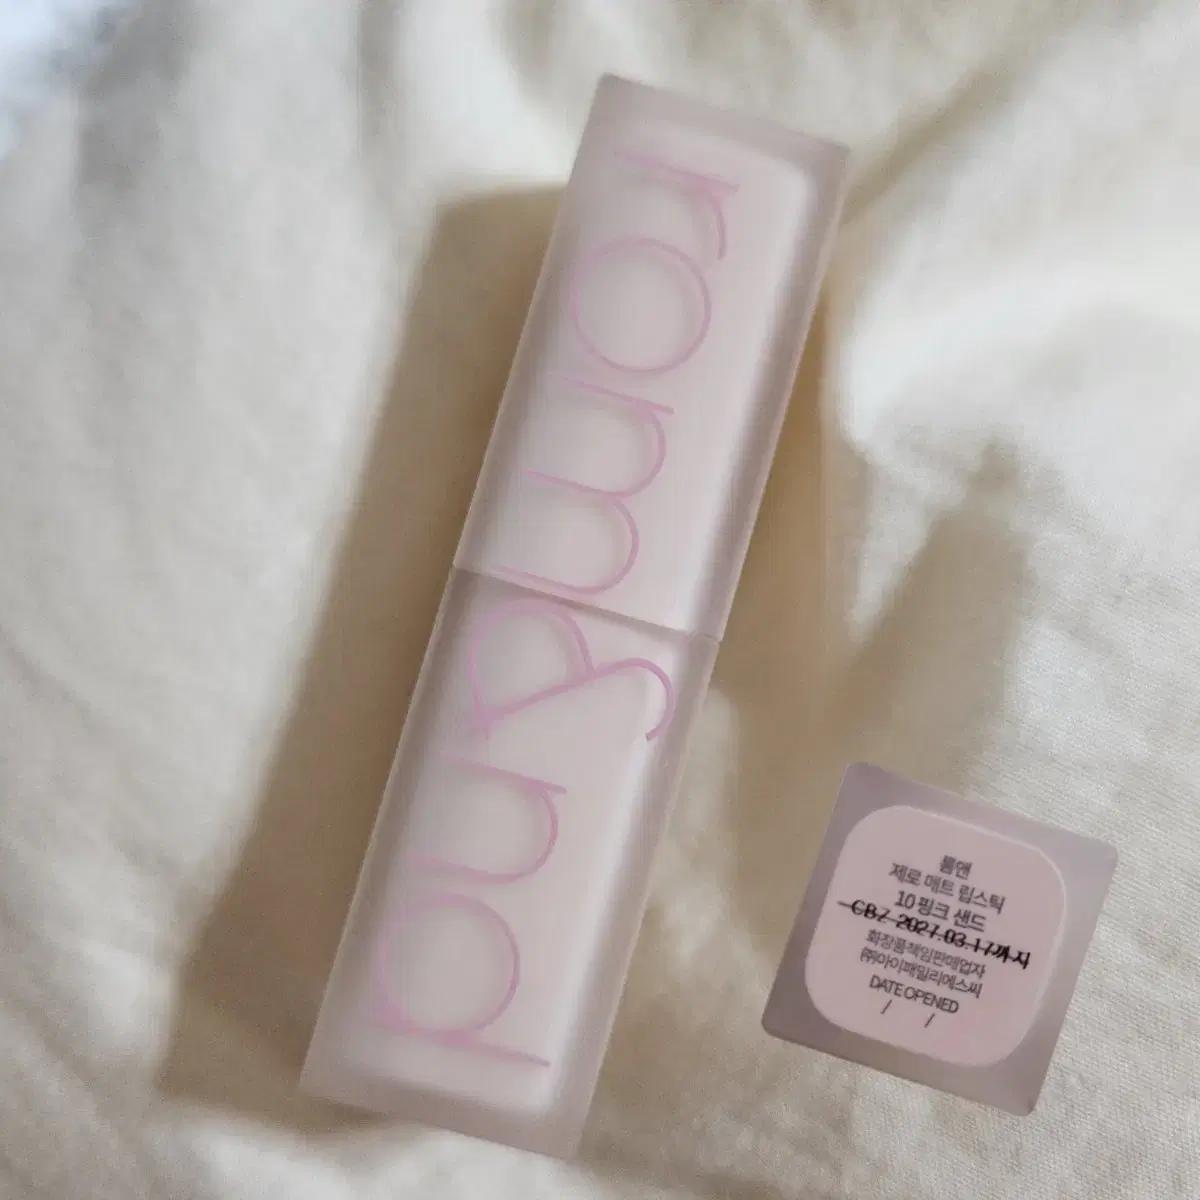 rom&nd
롬앤
제로 매트 립스틱
10 핑크 샌드
CBZ 2027.03.17까지
화장품책임판매업자
㈜아이패밀리에스씨
DATE OPENED
/ /